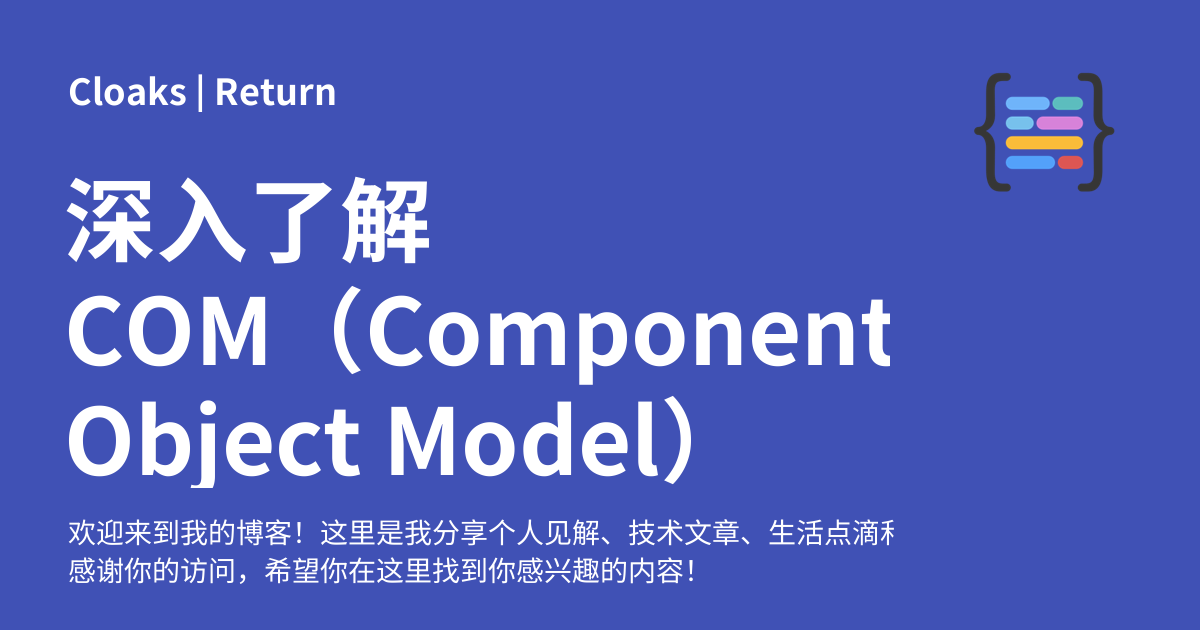 Cloaks | Return
深入了解
COM（Component
Object Model）
欢迎来到我的博客！这里是我分享个人见解、技术文章、生活点滴
感谢你的访问，希望你在这里找到你感兴趣的内容！